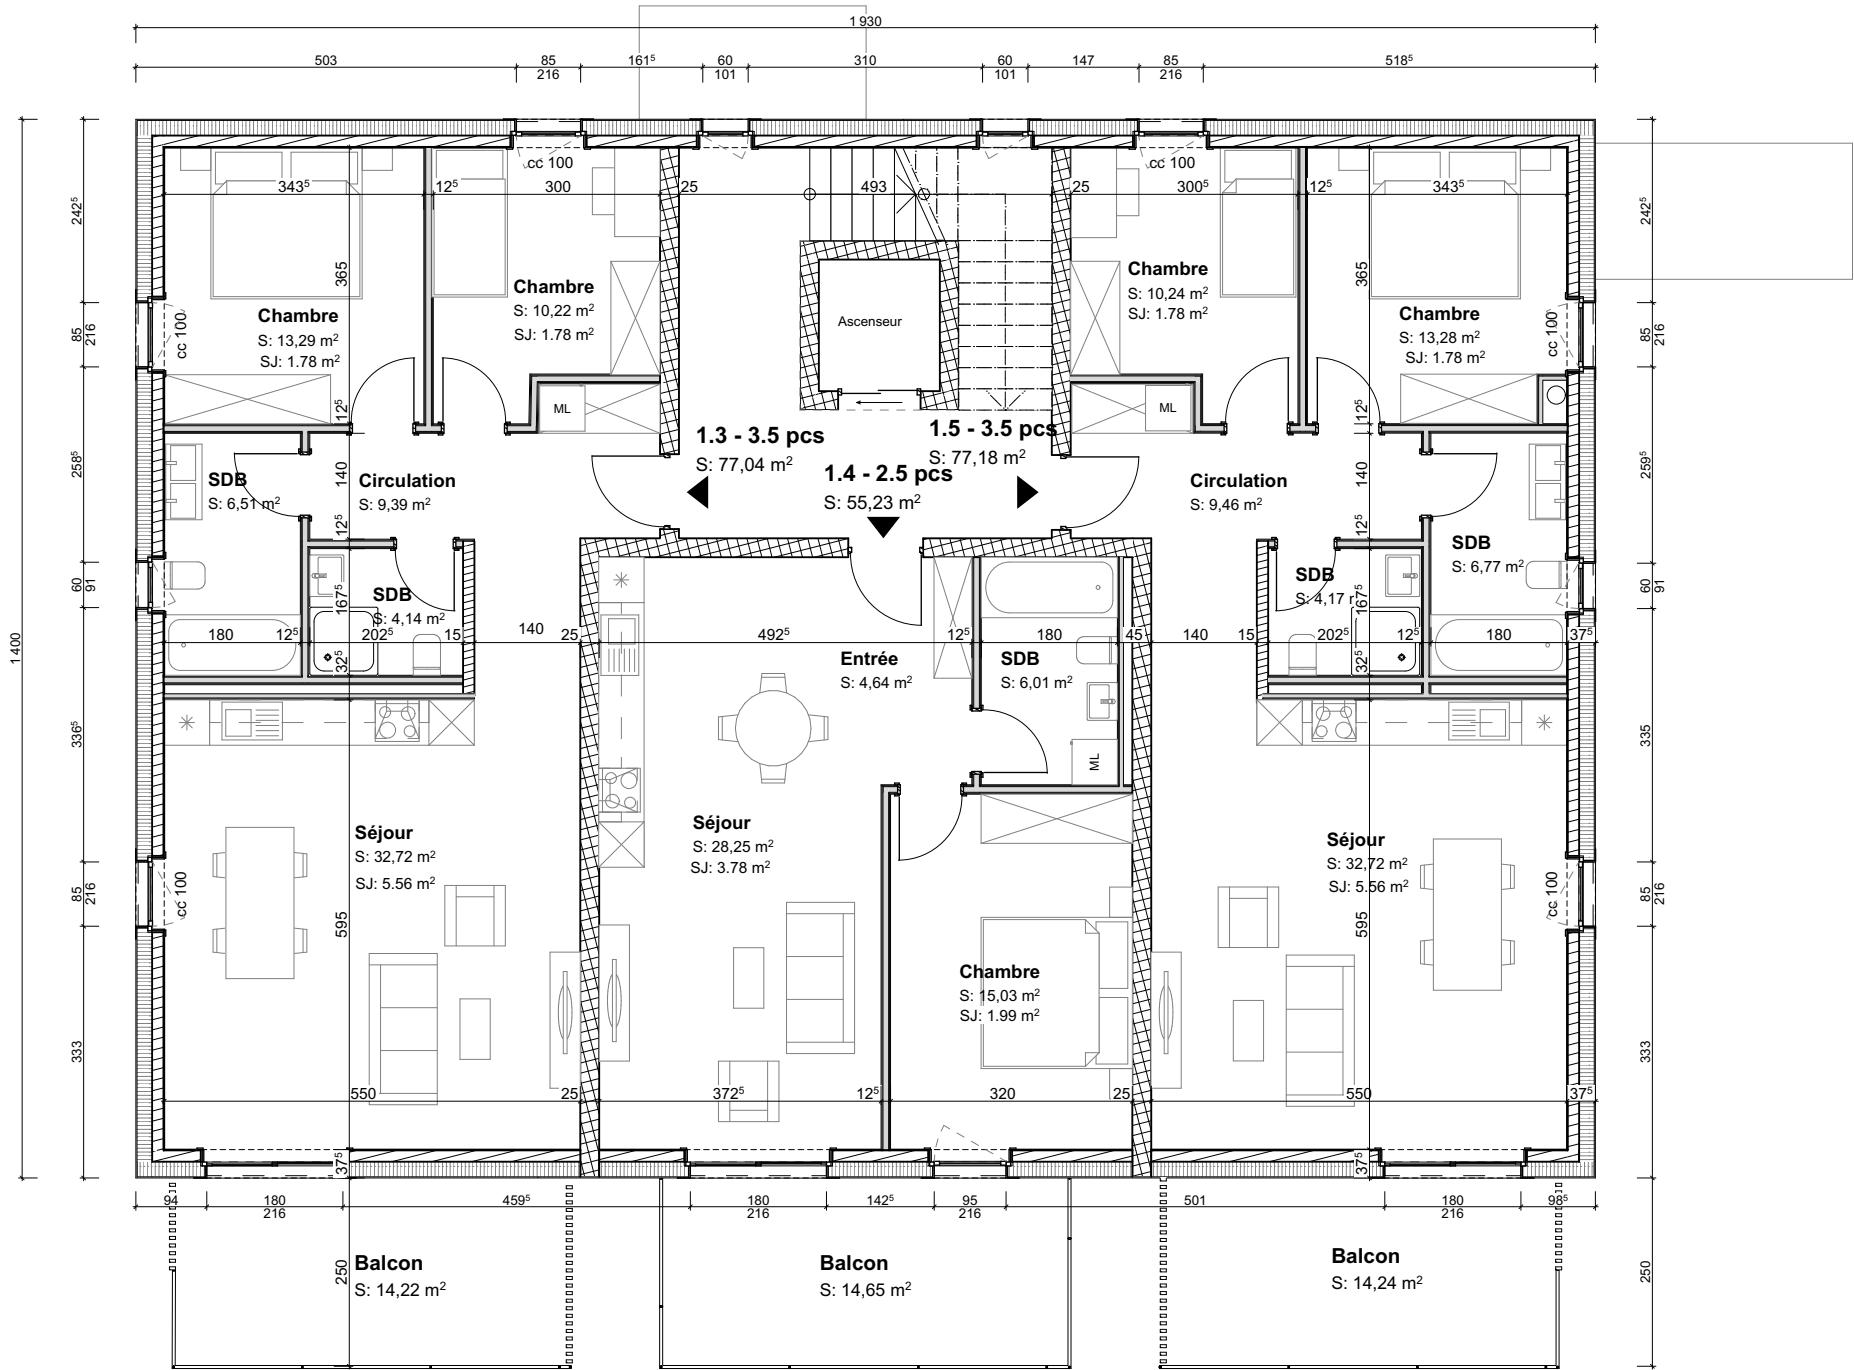 1 930
503
85
216
161⁵
60
101
310
60
101
147
85
216
518⁵
1 400
242⁵
85
216
258⁵
60
91
336⁵
85
216
333
242⁵
85
216
259⁵
60
91
335
85
216
333
250
343⁵
12⁵
300
25
493
25
300⁵
12⁵
343⁵
cc 100
cc 100
cc 100
cc 100
365
365
Chambre
S: 13,29 m²
SJ: 1.78 m²
Chambre
S: 10,22 m²
SJ: 1.78 m²
Ascenseur
Chambre
S: 10,24 m²
SJ: 1.78 m²
Chambre
S: 13,28 m²
SJ: 1.78 m²
ML
ML
12⁵
12⁵
1.3 - 3.5 pcs
S: 77,04 m²
1.4 - 2.5 pcs
S: 55,23 m²
1.5 - 3.5 pcs
S: 77,18 m²
SDB
S: 6,51 m²
Circulation
S: 9,39 m²
140
12⁵
Circulation
S: 9,46 m²
140
12⁵
SDB
S: 6,77 m²
SDB
S: 4,14 m²
167⁵
32⁵
SDB
S: 4,17
167⁵
32⁵
180
12⁵
202⁵
15
140
25
492⁵
12⁵
180
45
140
15
202⁵
12⁵
180
37⁵
Entrée
S: 4,64 m²
SDB
S: 6,01 m²
ML
Séjour
S: 32,72 m²
SJ: 5.56 m²
Séjour
S: 28,25 m²
SJ: 3.78 m²
Séjour
S: 32,72 m²
SJ: 5.56 m²
cc 100
cc 100
595
595
Chambre
S: 15,03 m²
SJ: 1.99 m²
550
25
372⁵
12⁵
320
25
550
37⁵
37⁵
37⁵
94
180
216
459⁵
180
216
142⁵
95
216
501
180
216
98⁵
250
Balcon
S: 14,22 m²
Balcon
S: 14,65 m²
Balcon
S: 14,24 m²